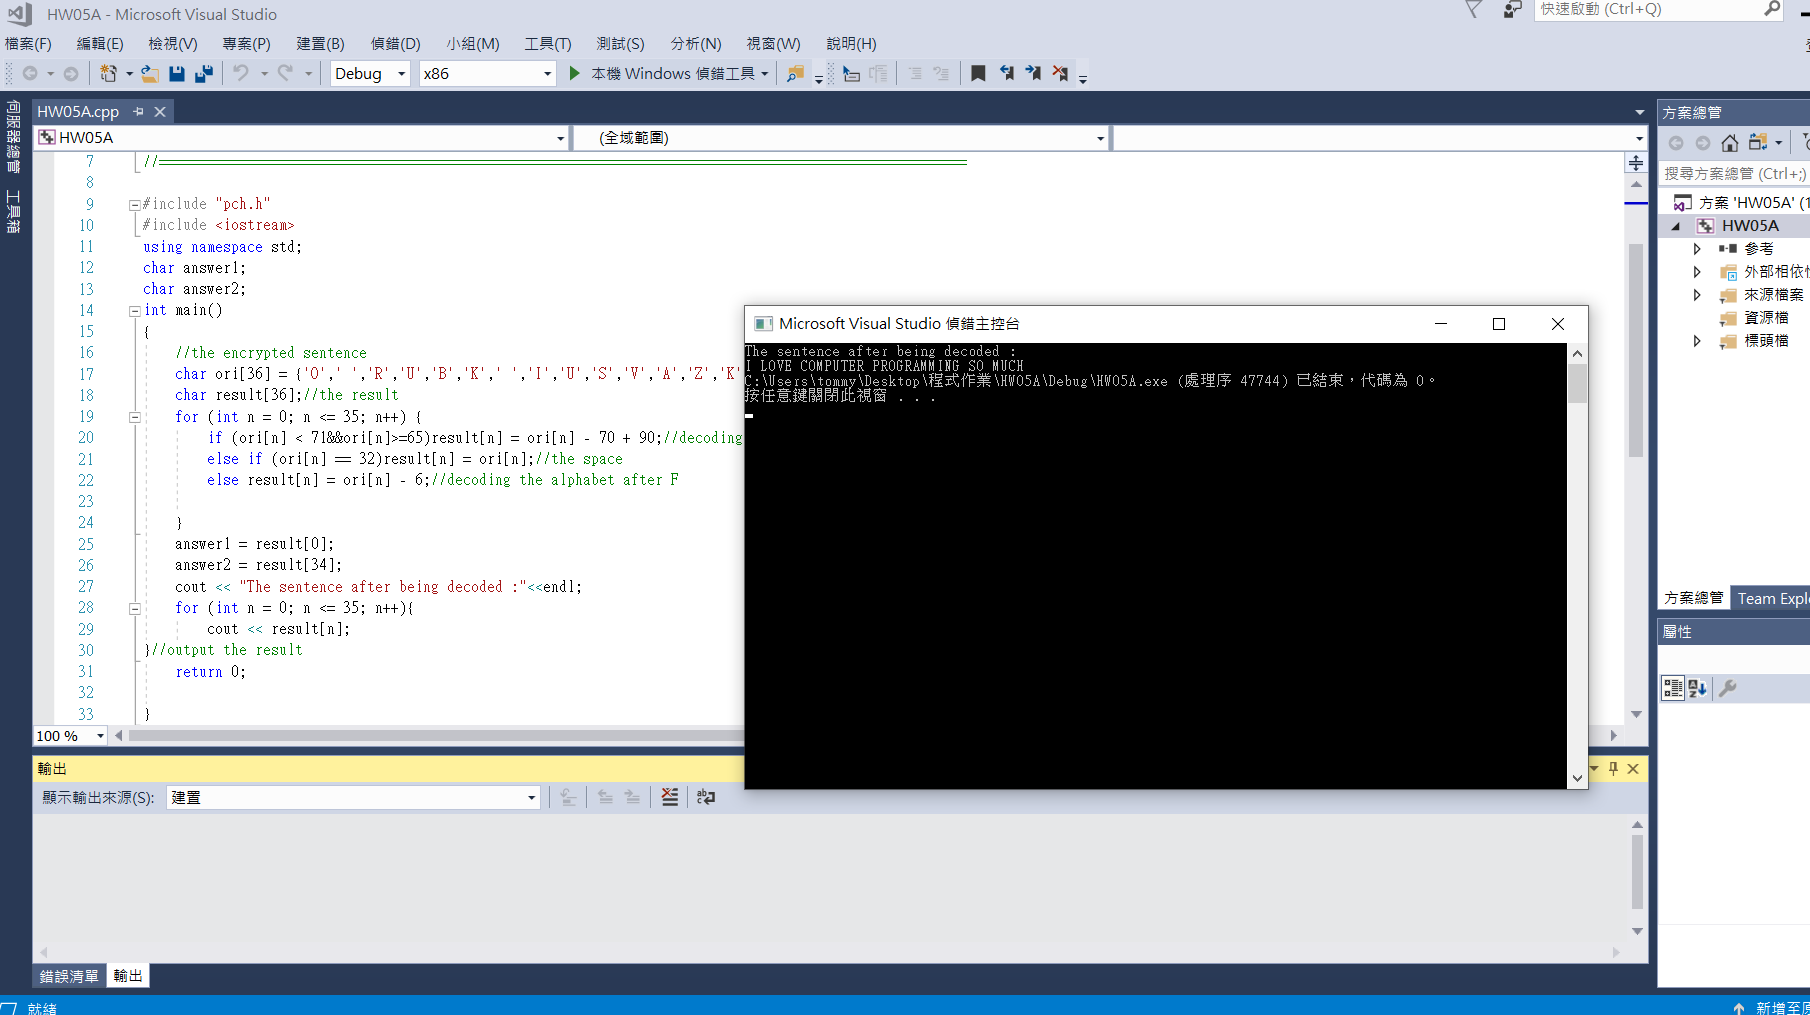 HW05A - Microsoft Visual Studio
快速啟動 (Ctrl+Q)
檔案(F) 編輯(E) 檢視(V) 專案(P) 建置(B) 偵錯(D) 小組(M) 工具(T) 測試(S) 分析(N) 視窗(W) 說明(H)
Debug x86 本機 Windows 偵錯工具
伺服器總管 工具箱
HW05A.cpp
HW05A (全域範圍)
7 //
8
9 #include "pch.h"
10 #include <iostream>
11 using namespace std;
12 char answer1;
13 char answer2;
14 int main()
15 {
16 //the encrypted sentence
17 char ori[36] = {'O',' ','R','U','B','K',' ','I','U','S','V','A','Z','K'
18 char result[36];//the result
19 for (int n = 0; n <= 35; n++) {
20 if (ori[n] < 71&&ori[n]>=65)result[n] = ori[n] - 70 + 90;//decoding
21 else if (ori[n] == 32)result[n] = ori[n];//the space
22 else result[n] = ori[n] - 6;//decoding the alphabet after F
23
24 }
25 answer1 = result[0];
26 answer2 = result[34];
27 cout << "The sentence after being decoded :"<<endl;
28 for (int n = 0; n <= 35; n++){
29 cout << result[n];
30 }//output the result
31 return 0;
32
33 }
100 %
Microsoft Visual Studio 偵錯主控台
The sentence after being decoded :
I LOVE COMPUTER PROGRAMMING SO MUCH
C:\Users\tommy\Desktop\程式作業\HW05A\Debug\HW05A.exe (處理序 47744) 已結束，代碼為 0。
按任意鍵關閉此視窗 . . .
輸出
顯示輸出來源(S): 建置
錯誤清單 輸出
就緒
方案總管
搜尋方案總管 (Ctrl+;)
方案 'HW05A' (1
HW05A
參考
外部相依
來源檔案
資源檔
標頭檔
方案總管 Team Expl
屬性
新增至